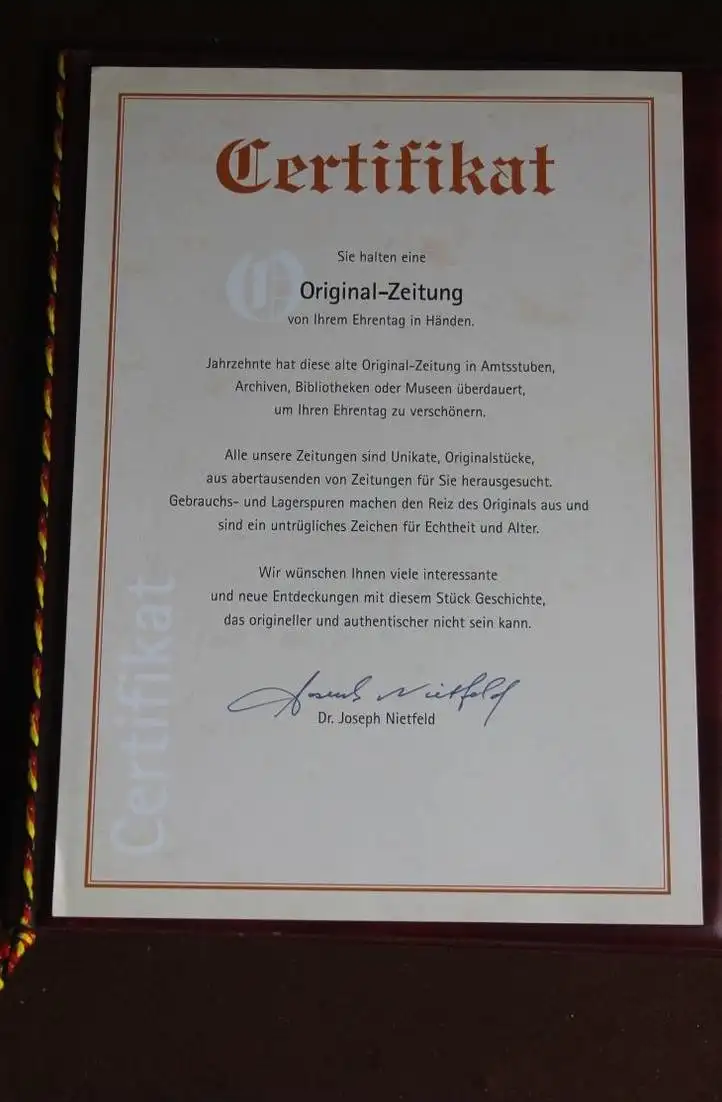 Certifikat
Sie halten eine
O
Original-Zeitung
von Ihrem Ehrentag in Händen.
Jahrzehnte hat diese alte Original-Zeitung in Amtsstuben,
Archiven, Bibliotheken oder Museen überdauert,
um Ihren Ehrentag zu verschönern.
Alle unsere Zeitungen sind Unikate, Originalstücke,
aus abertausenden von Zeitungen für Sie herausgesucht.
Gebrauchs- und Lagerspuren machen den Reiz des Originals aus und
sind ein untrügliches Zeichen für Echtheit und Alter.
Wir wünschen Ihnen viele interessante
und neue Entdeckungen mit diesem Stück Geschichte,
das origineller und authentischer nicht sein kann.
Joseph Nietfeld
Dr. Joseph Nietfeld
Certifikat